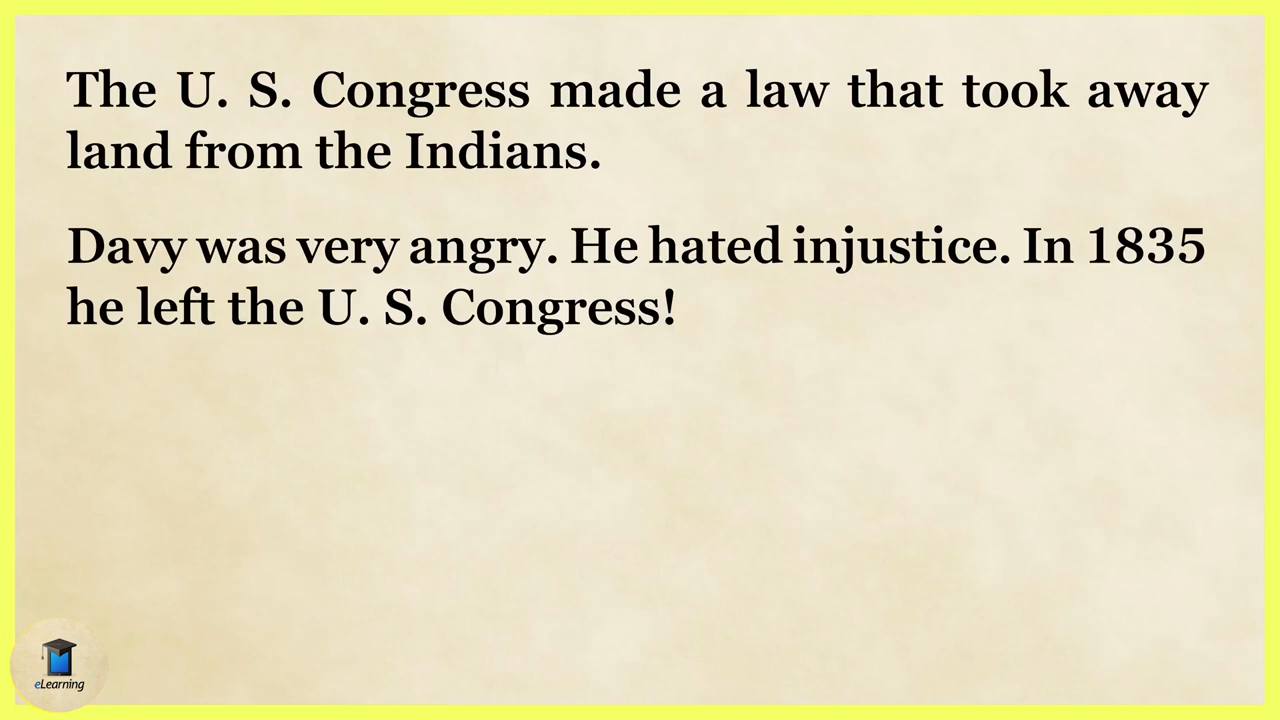 The U. S. Congress made a law that took away
land from the Indians.
Davy was very angry. He hated injustice. In 1835
he left the U. S. Congress!
eLearning